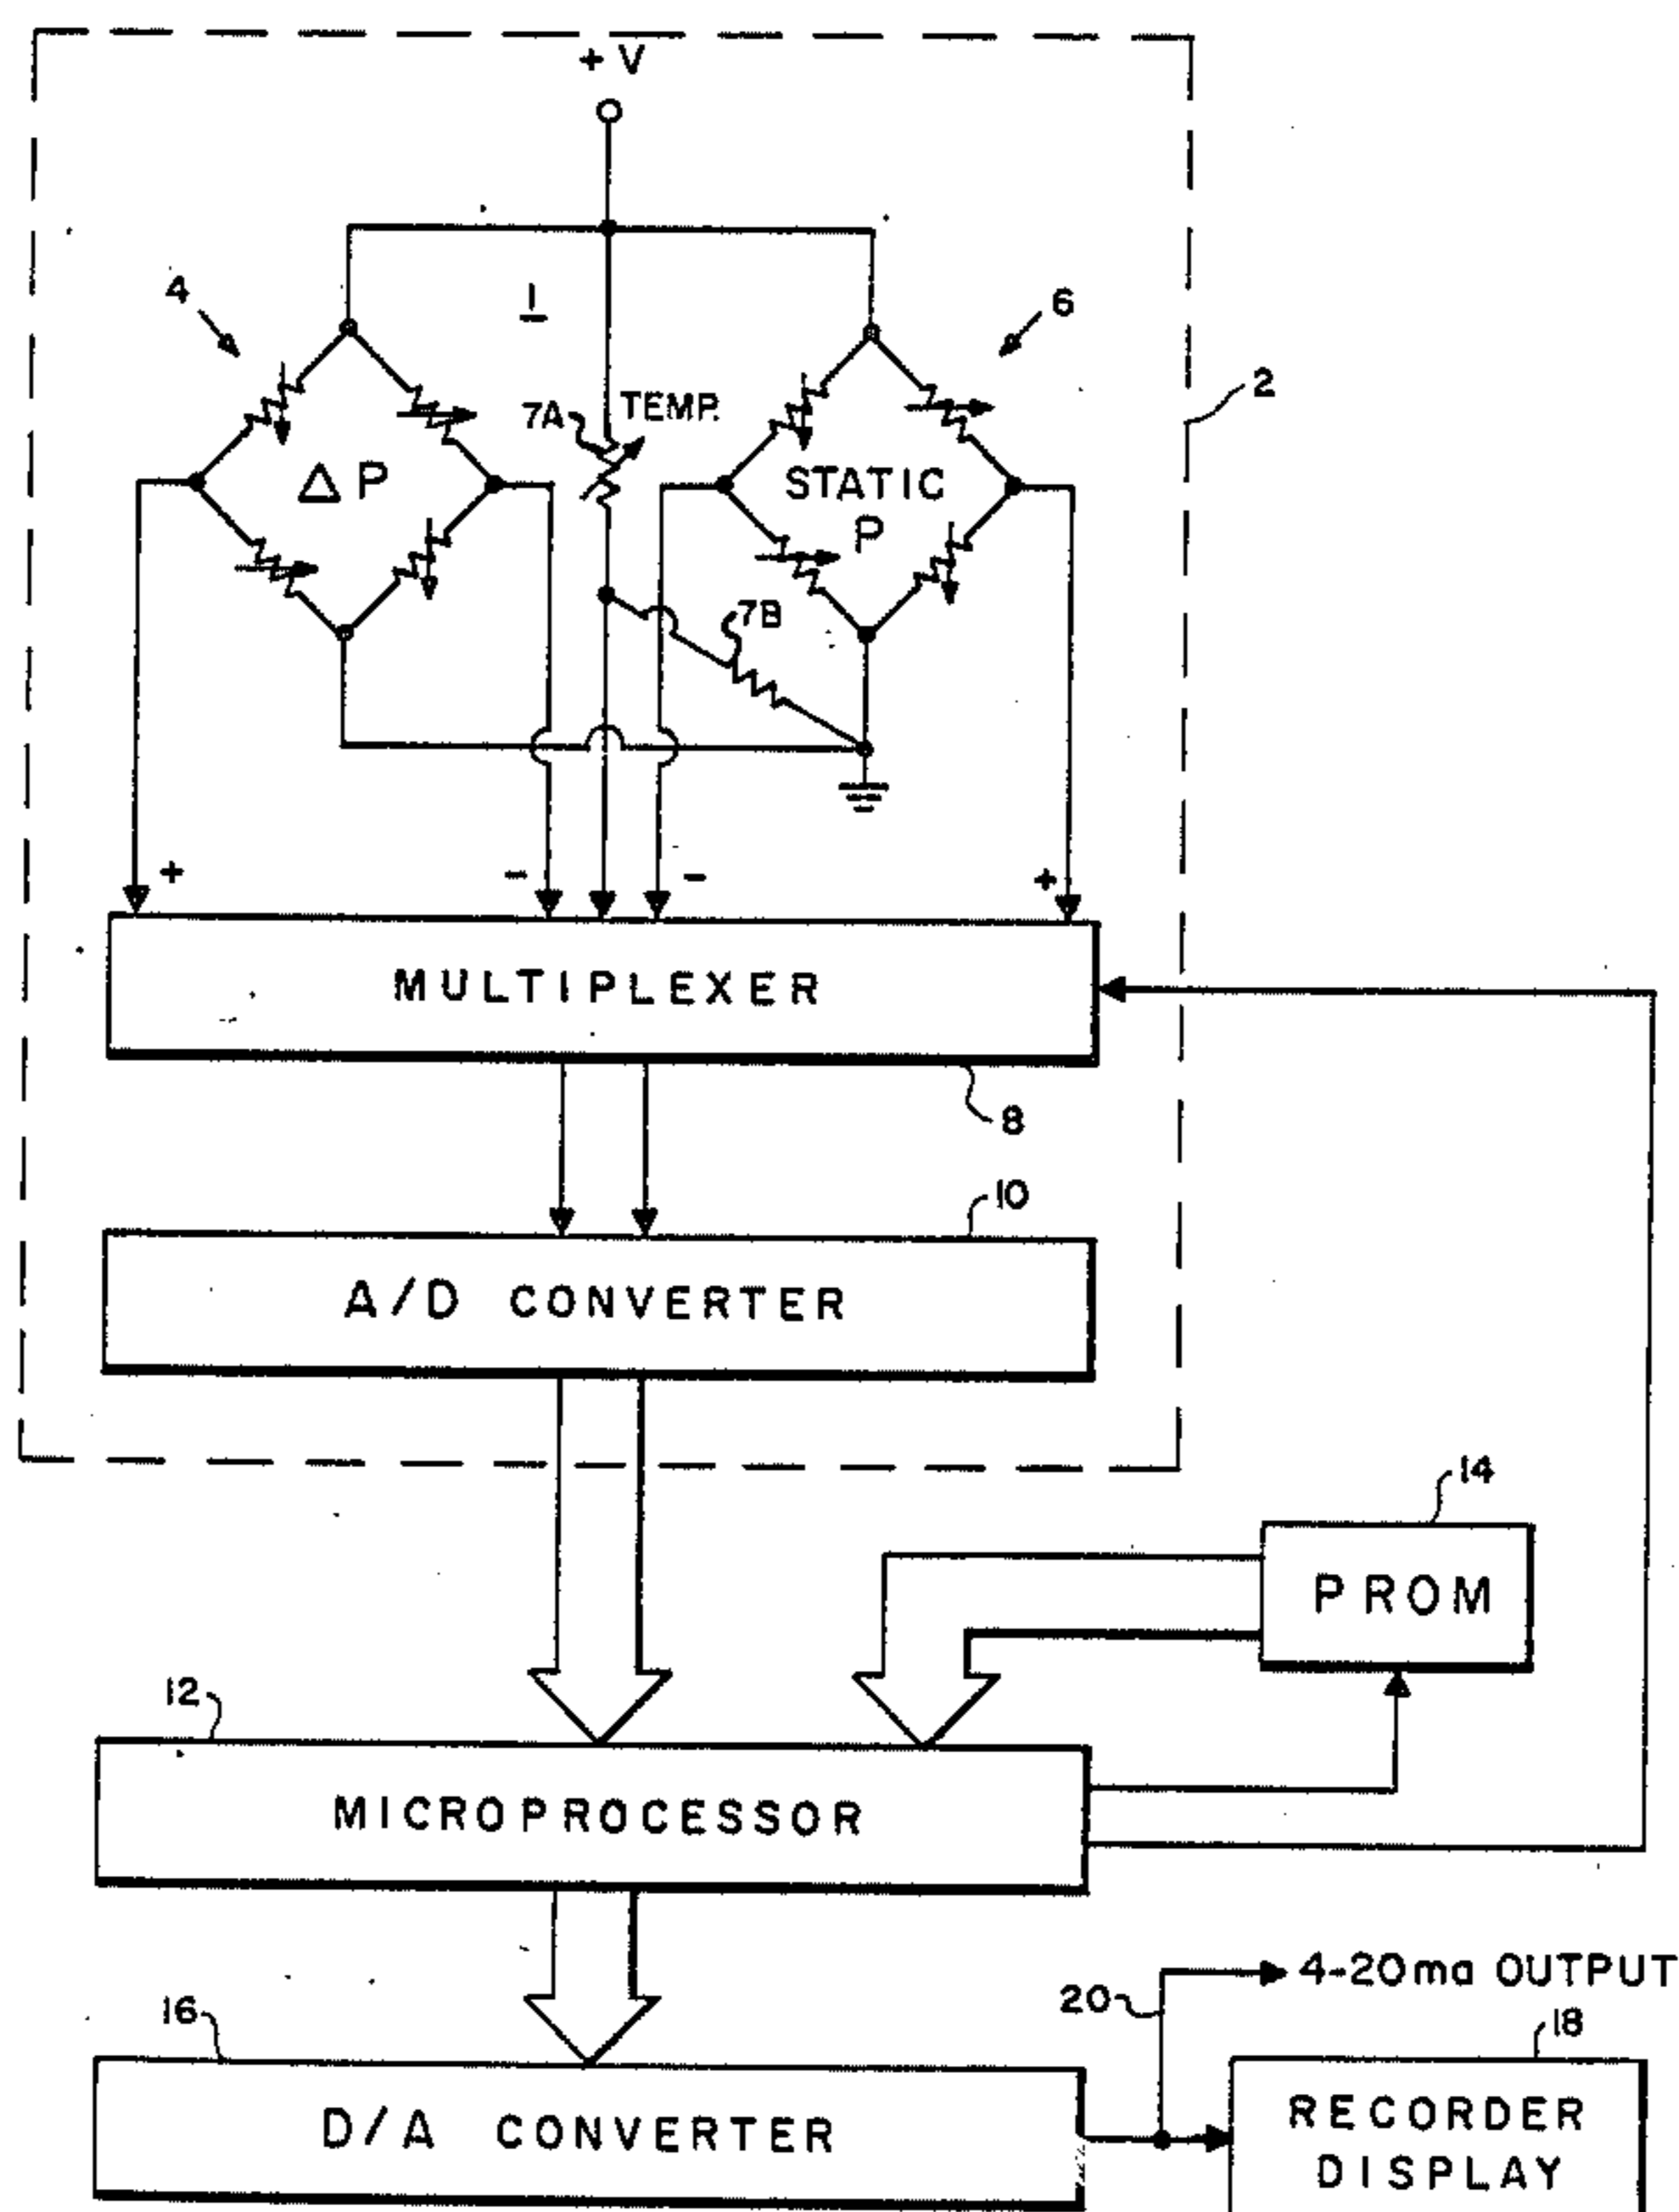 + V
4
1
6
2
7A
TEMP.
Δ P
STATIC
P
7B
+
-
-
+
MULTIPLEXER
8
10
A/D CONVERTER
14
PROM
12
MICROPROCESSOR
4-20ma OUTPUT
20
16
18
D/A CONVERTER
RECORDER
DISPLAY